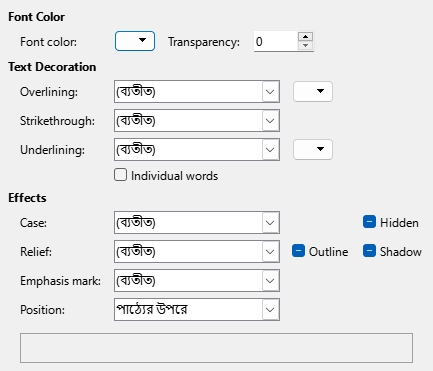 Font Color
Font color: Transparency: 0
Text Decoration
Overlining: (ব্যতীত)
Strikethrough: (ব্যতীত)
Underlining: (ব্যতীত)
Individual words
Effects
Case: (ব্যতীত) Hidden
Relief: (ব্যতীত) Outline Shadow
Emphasis mark: (ব্যতীত)
Position: পাঠ্যের উপরে